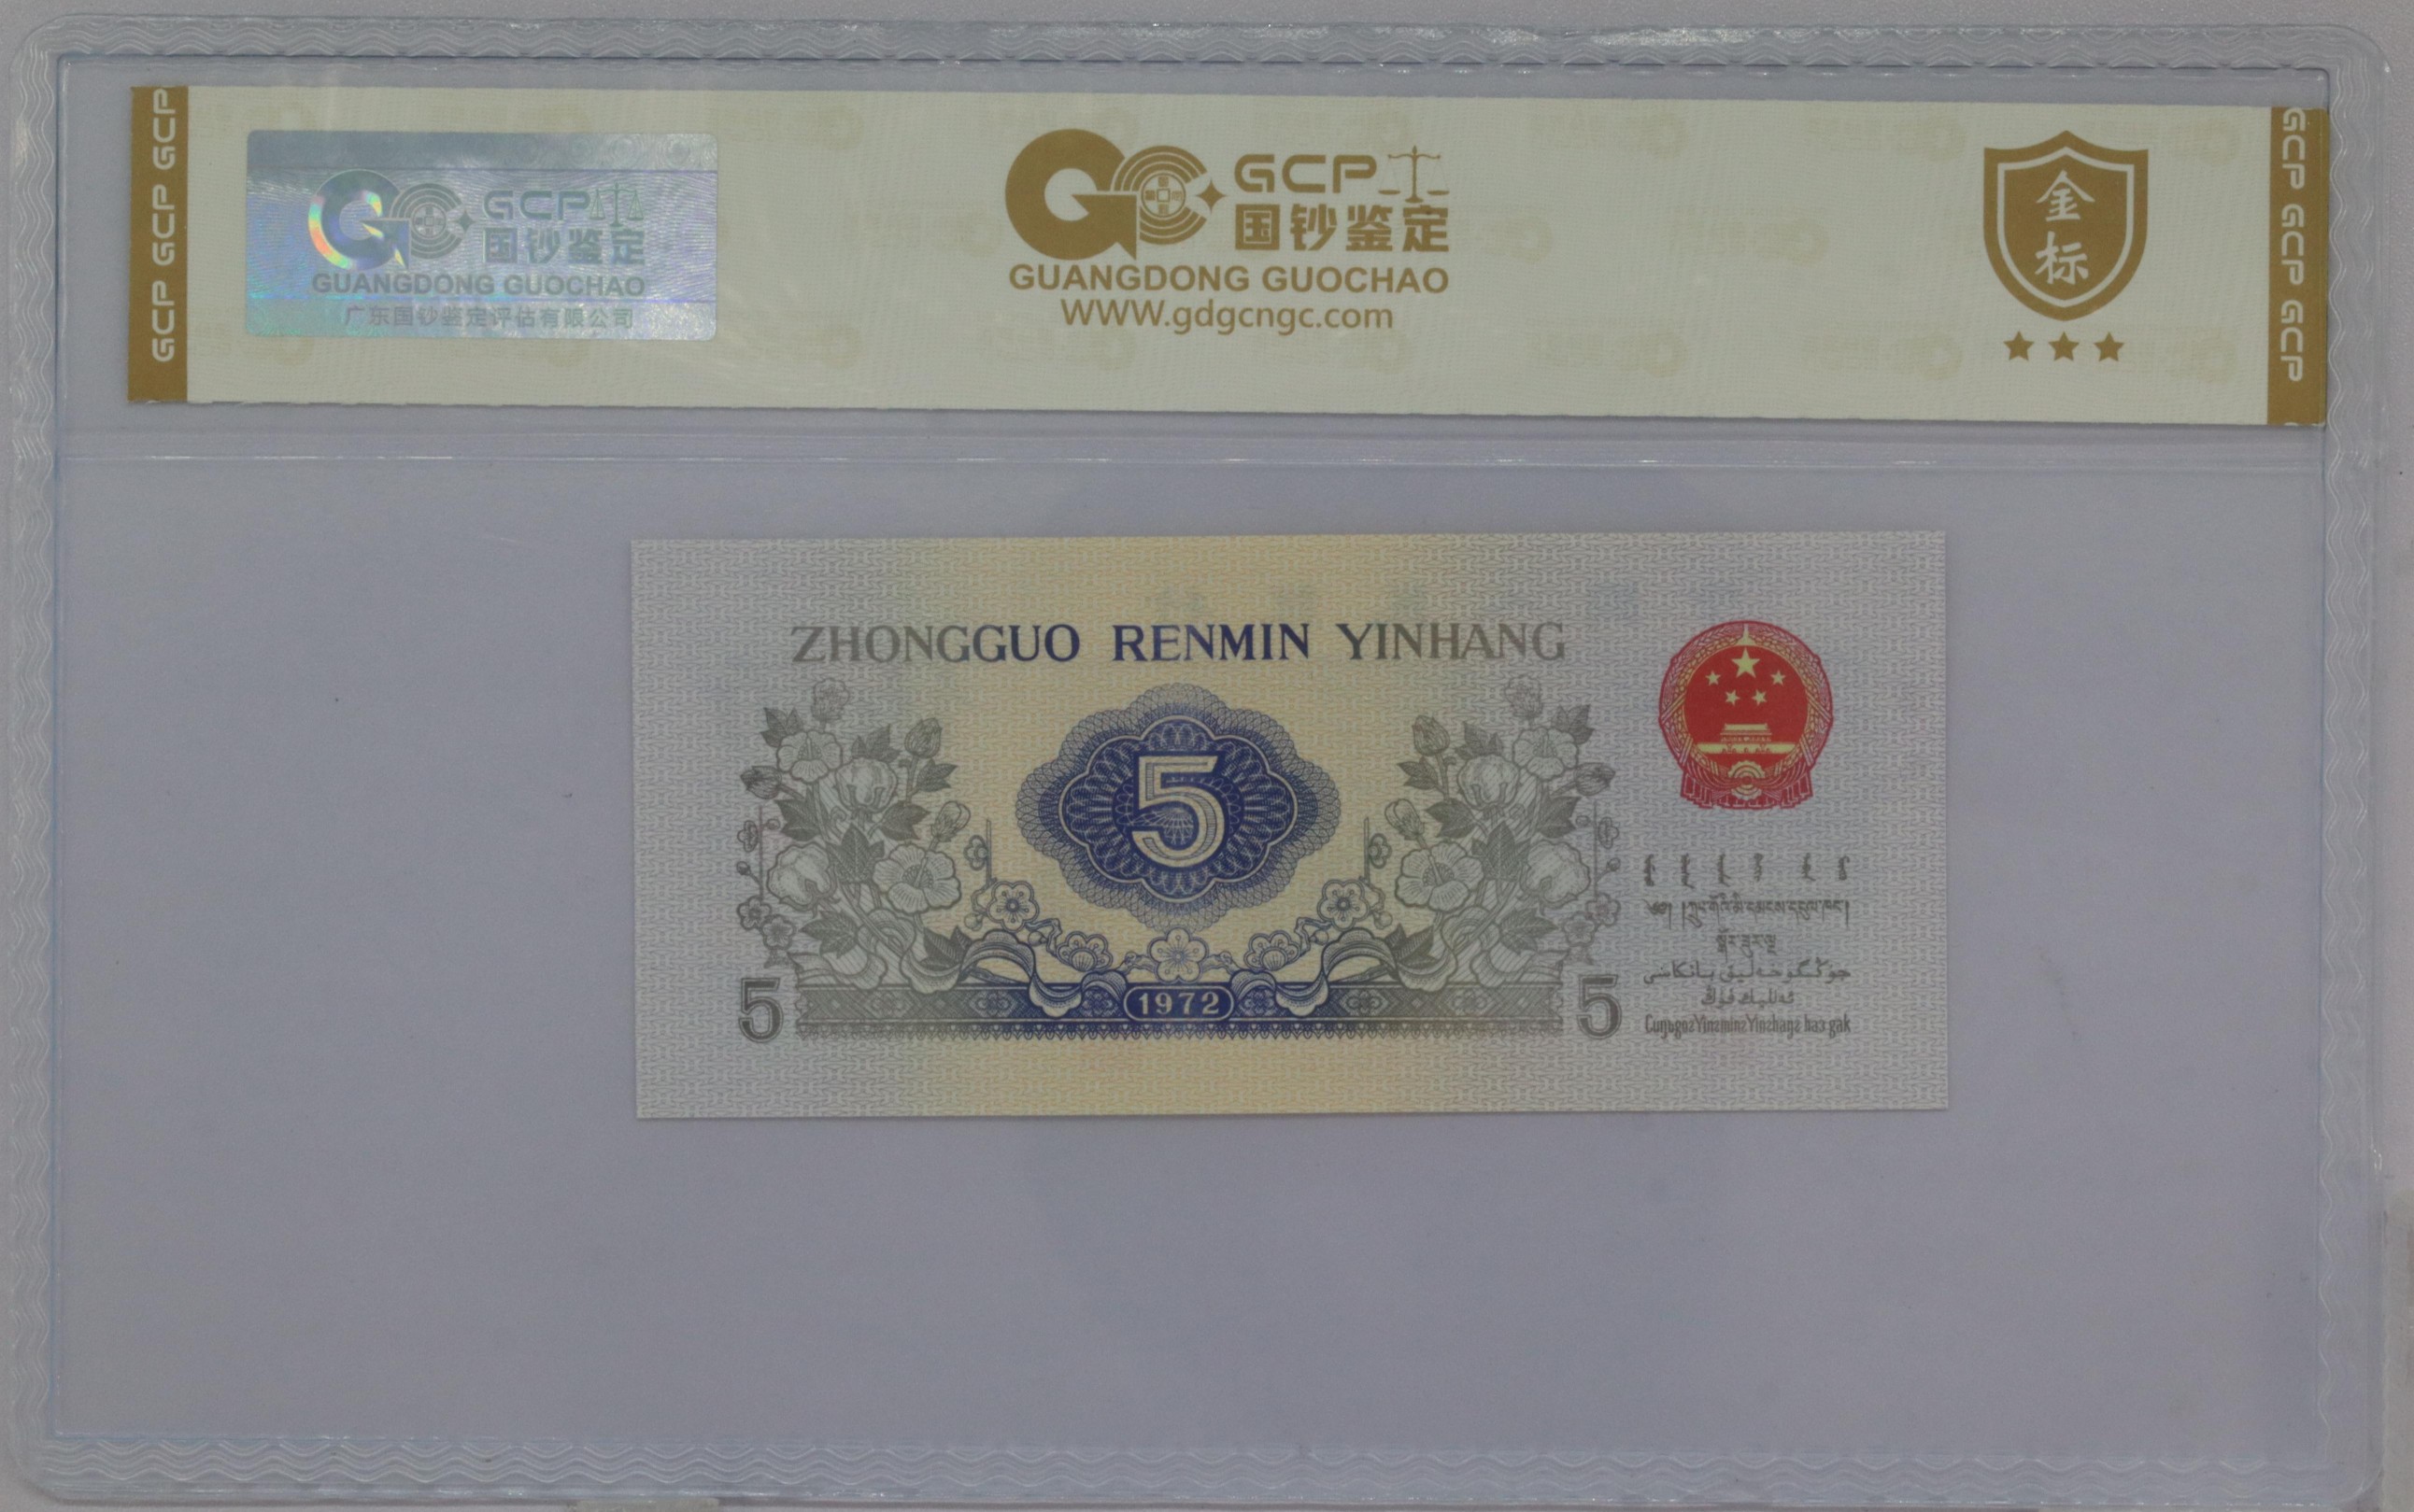 GCP GCP GCP
GCP
国钞鉴定
GUANGDONG GUOCHAO
广东国钞鉴定评估有限公司
GCP
国钞鉴定
GUANGDONG GUOCHAO
WWW.gdgcngc.com
金
标
GCP GCP GCP
ZHONGGUO RENMIN YINHANG
5
1972
5
5